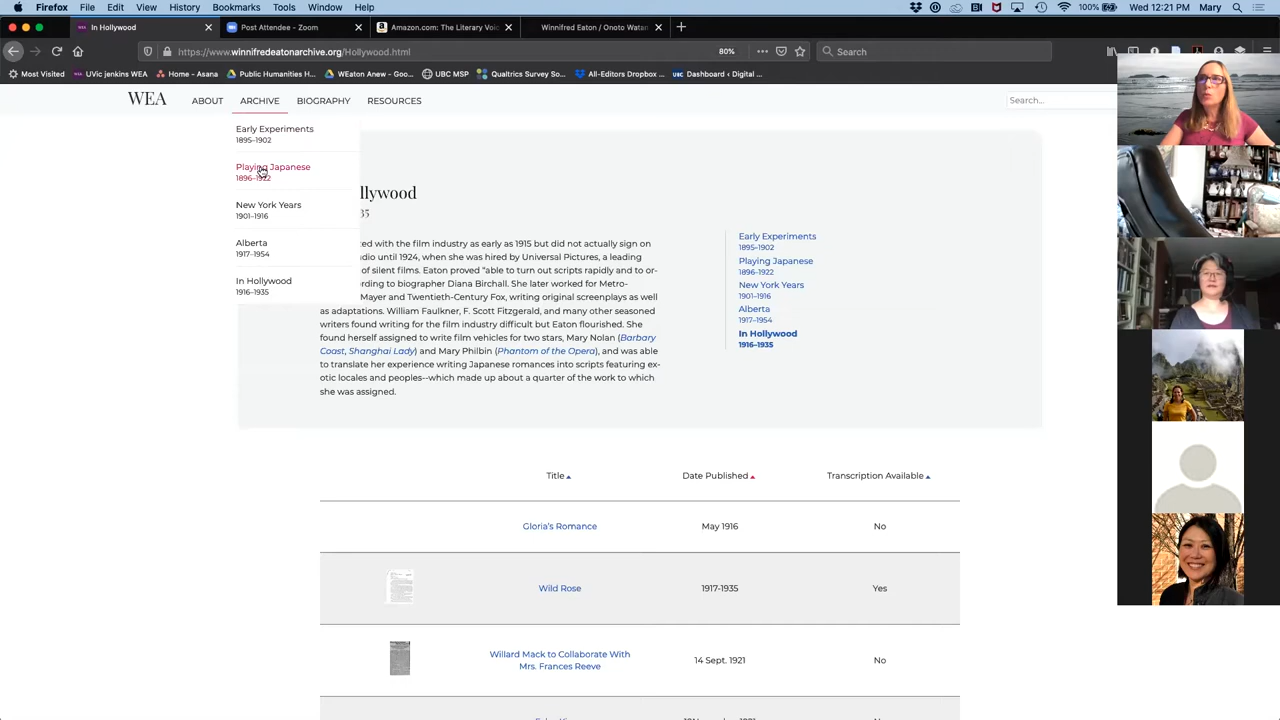 Firefox File Edit View History Bookmarks Tools Window Help
100% Wed 12:21 PM Mary
In Hollywood
Post Attendee - Zoom
Amazon.com: The Literary Voic
Winnifred Eaton / Onoto Watan
https://www.winnifredeatonarchive.org/Hollywood.html
80%
Search
Most Visited
UVic jenkins WEA
Home - Asana
Public Humanities H...
WEaton Anew - Goo...
UBC MSP
Qualtrics Survey So...
All-Editors Dropbox ...
Dashboard ‹ Digital ...
WEA
ABOUT
ARCHIVE
BIOGRAPHY
RESOURCES
Search...
Early Experiments
1895–1902
Playing Japanese
1896–1922
New York Years
1901–1916
Alberta
1917–1954
In Hollywood
1916–1935
llywood
35
ted with the film industry as early as 1915 but did not actually sign on
dio until 1924, when she was hired by Universal Pictures, a leading
of silent films. Eaton proved “able to turn out scripts rapidly and to or-
rding to biographer Diana Birchall. She later worked for Metro-
Mayer and Twentieth-Century Fox, writing original screenplays as well
as adaptations. William Faulkner, F. Scott Fitzgerald, and many other seasoned
writers found writing for the film industry difficult but Eaton flourished. She
found herself assigned to write film vehicles for two stars, Mary Nolan (Barbary
Coast, Shanghai Lady) and Mary Philbin (Phantom of the Opera), and was able
to translate her experience writing Japanese romances into scripts featuring ex-
otic locales and peoples--which made up about a quarter of the work to which
she was assigned.
Early Experiments
1895–1902
Playing Japanese
1896–1922
New York Years
1901–1916
Alberta
1917–1954
In Hollywood
1916–1935
Title
Date Published
Transcription Available
Gloria’s Romance
May 1916
No
Wild Rose
1917-1935
Yes
Willard Mack to Collaborate With
Mrs. Frances Reeve
14 Sept. 1921
No